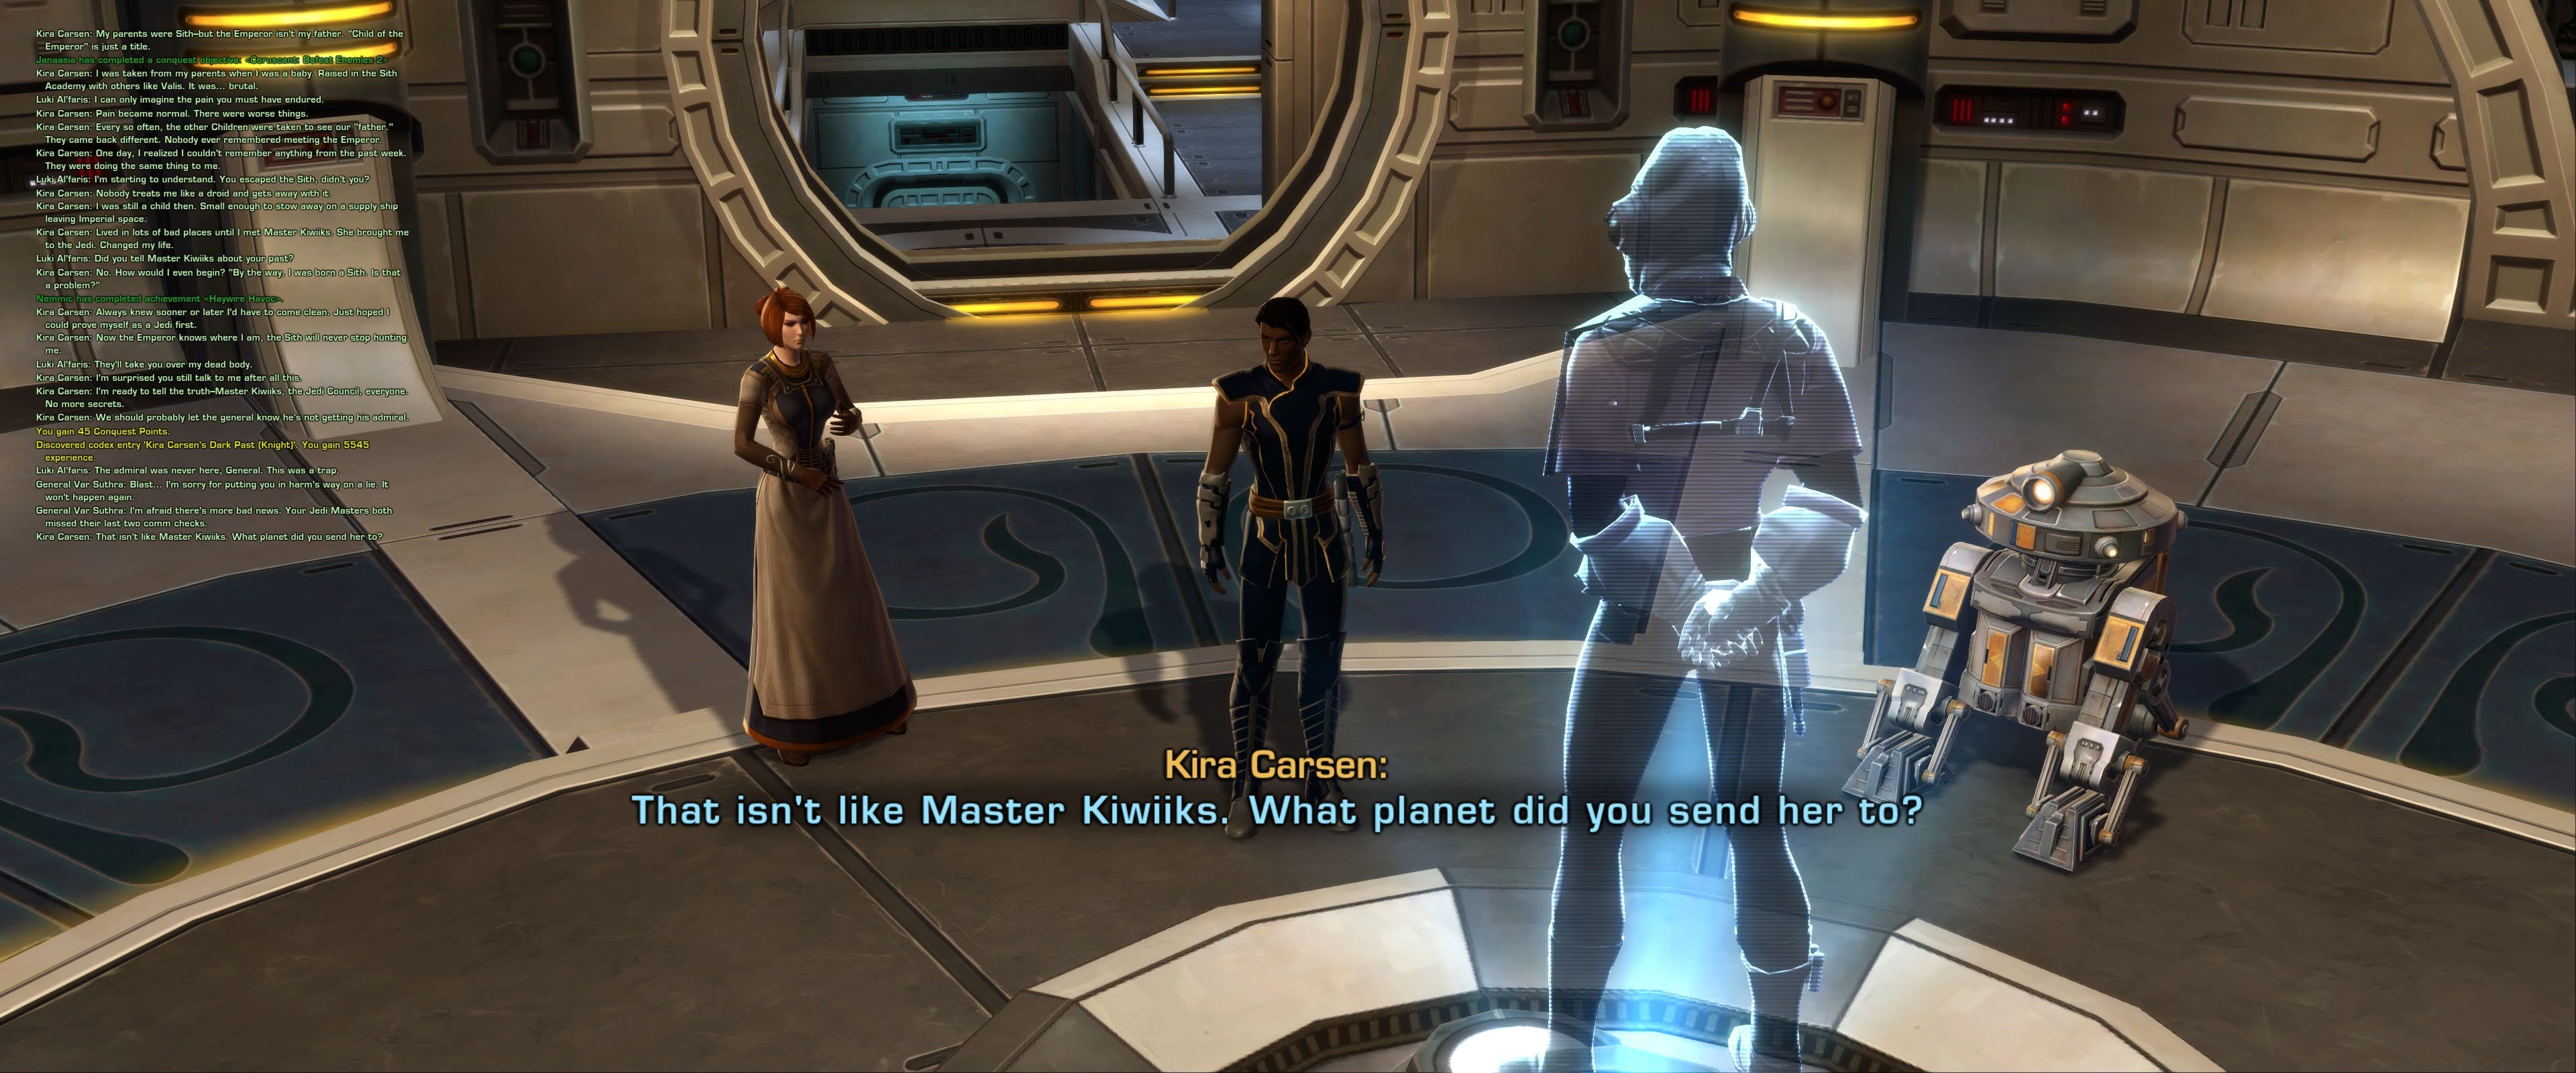 Kira Carsen: My parents were Sith–but the Emperor isn't my father. "Child of the
Emperor" is just a title.
Janaasia has completed a conquest objective: <Coruscant: Defeat Enemies 2>
Kira Carsen: I was taken from my parents when I was a baby. Raised in the Sith
Academy with others like Valis. It was... brutal.
Luki Al'faris: I can only imagine the pain you must have endured.
Kira Carsen: Pain became normal. There were worse things.
Kira Carsen: Every so often, the other Children were taken to see our "father."
They came back different. Nobody ever remembered meeting the Emperor.
Kira Carsen: One day, I realized I couldn't remember anything from the past week.
They were doing the same thing to me.
Luki Al'faris: I'm starting to understand. You escaped the Sith, didn't you?
Kira Carsen: Nobody treats me like a droid and gets away with it.
Kira Carsen: I was still a child then. Small enough to stow away on a supply ship
leaving Imperial space.
Kira Carsen: Lived in lots of bad places until I met Master Kiwiiks. She brought me
to the Jedi. Changed my life.
Luki Al'faris: Did you tell Master Kiwiiks about your past?
Kira Carsen: No. How would I even begin? "By the way, I was born a Sith. Is that
a problem?"
Nemmic has completed achievement <Haywire Havoc>.
Kira Carsen: Always knew sooner or later I'd have to come clean. Just hoped I
could prove myself as a Jedi first.
Kira Carsen: Now the Emperor knows where I am, the Sith will never stop hunting
me.
Luki Al'faris: They'll take you over my dead body.
Kira Carsen: I'm surprised you still talk to me after all this.
Kira Carsen: I'm ready to tell the truth–Master Kiwiiks, the Jedi Council, everyone.
No more secrets.
Kira Carsen: We should probably let the general know he's not getting his admiral.
You gain 45 Conquest Points.
Discovered codex entry 'Kira Carsen's Dark Past (Knight)'. You gain 5545
experience.
Luki Al'faris: The admiral was never here, General. This was a trap.
General Var Suthra: Blast... I'm sorry for putting you in harm's way on a lie. It
won't happen again.
General Var Suthra: I'm afraid there's more bad news. Your Jedi Masters both
missed their last two comm checks.
Kira Carsen: That isn't like Master Kiwiiks. What planet did you send her to?
Kira Carsen:
That isn't like Master Kiwiiks. What planet did you send her to?